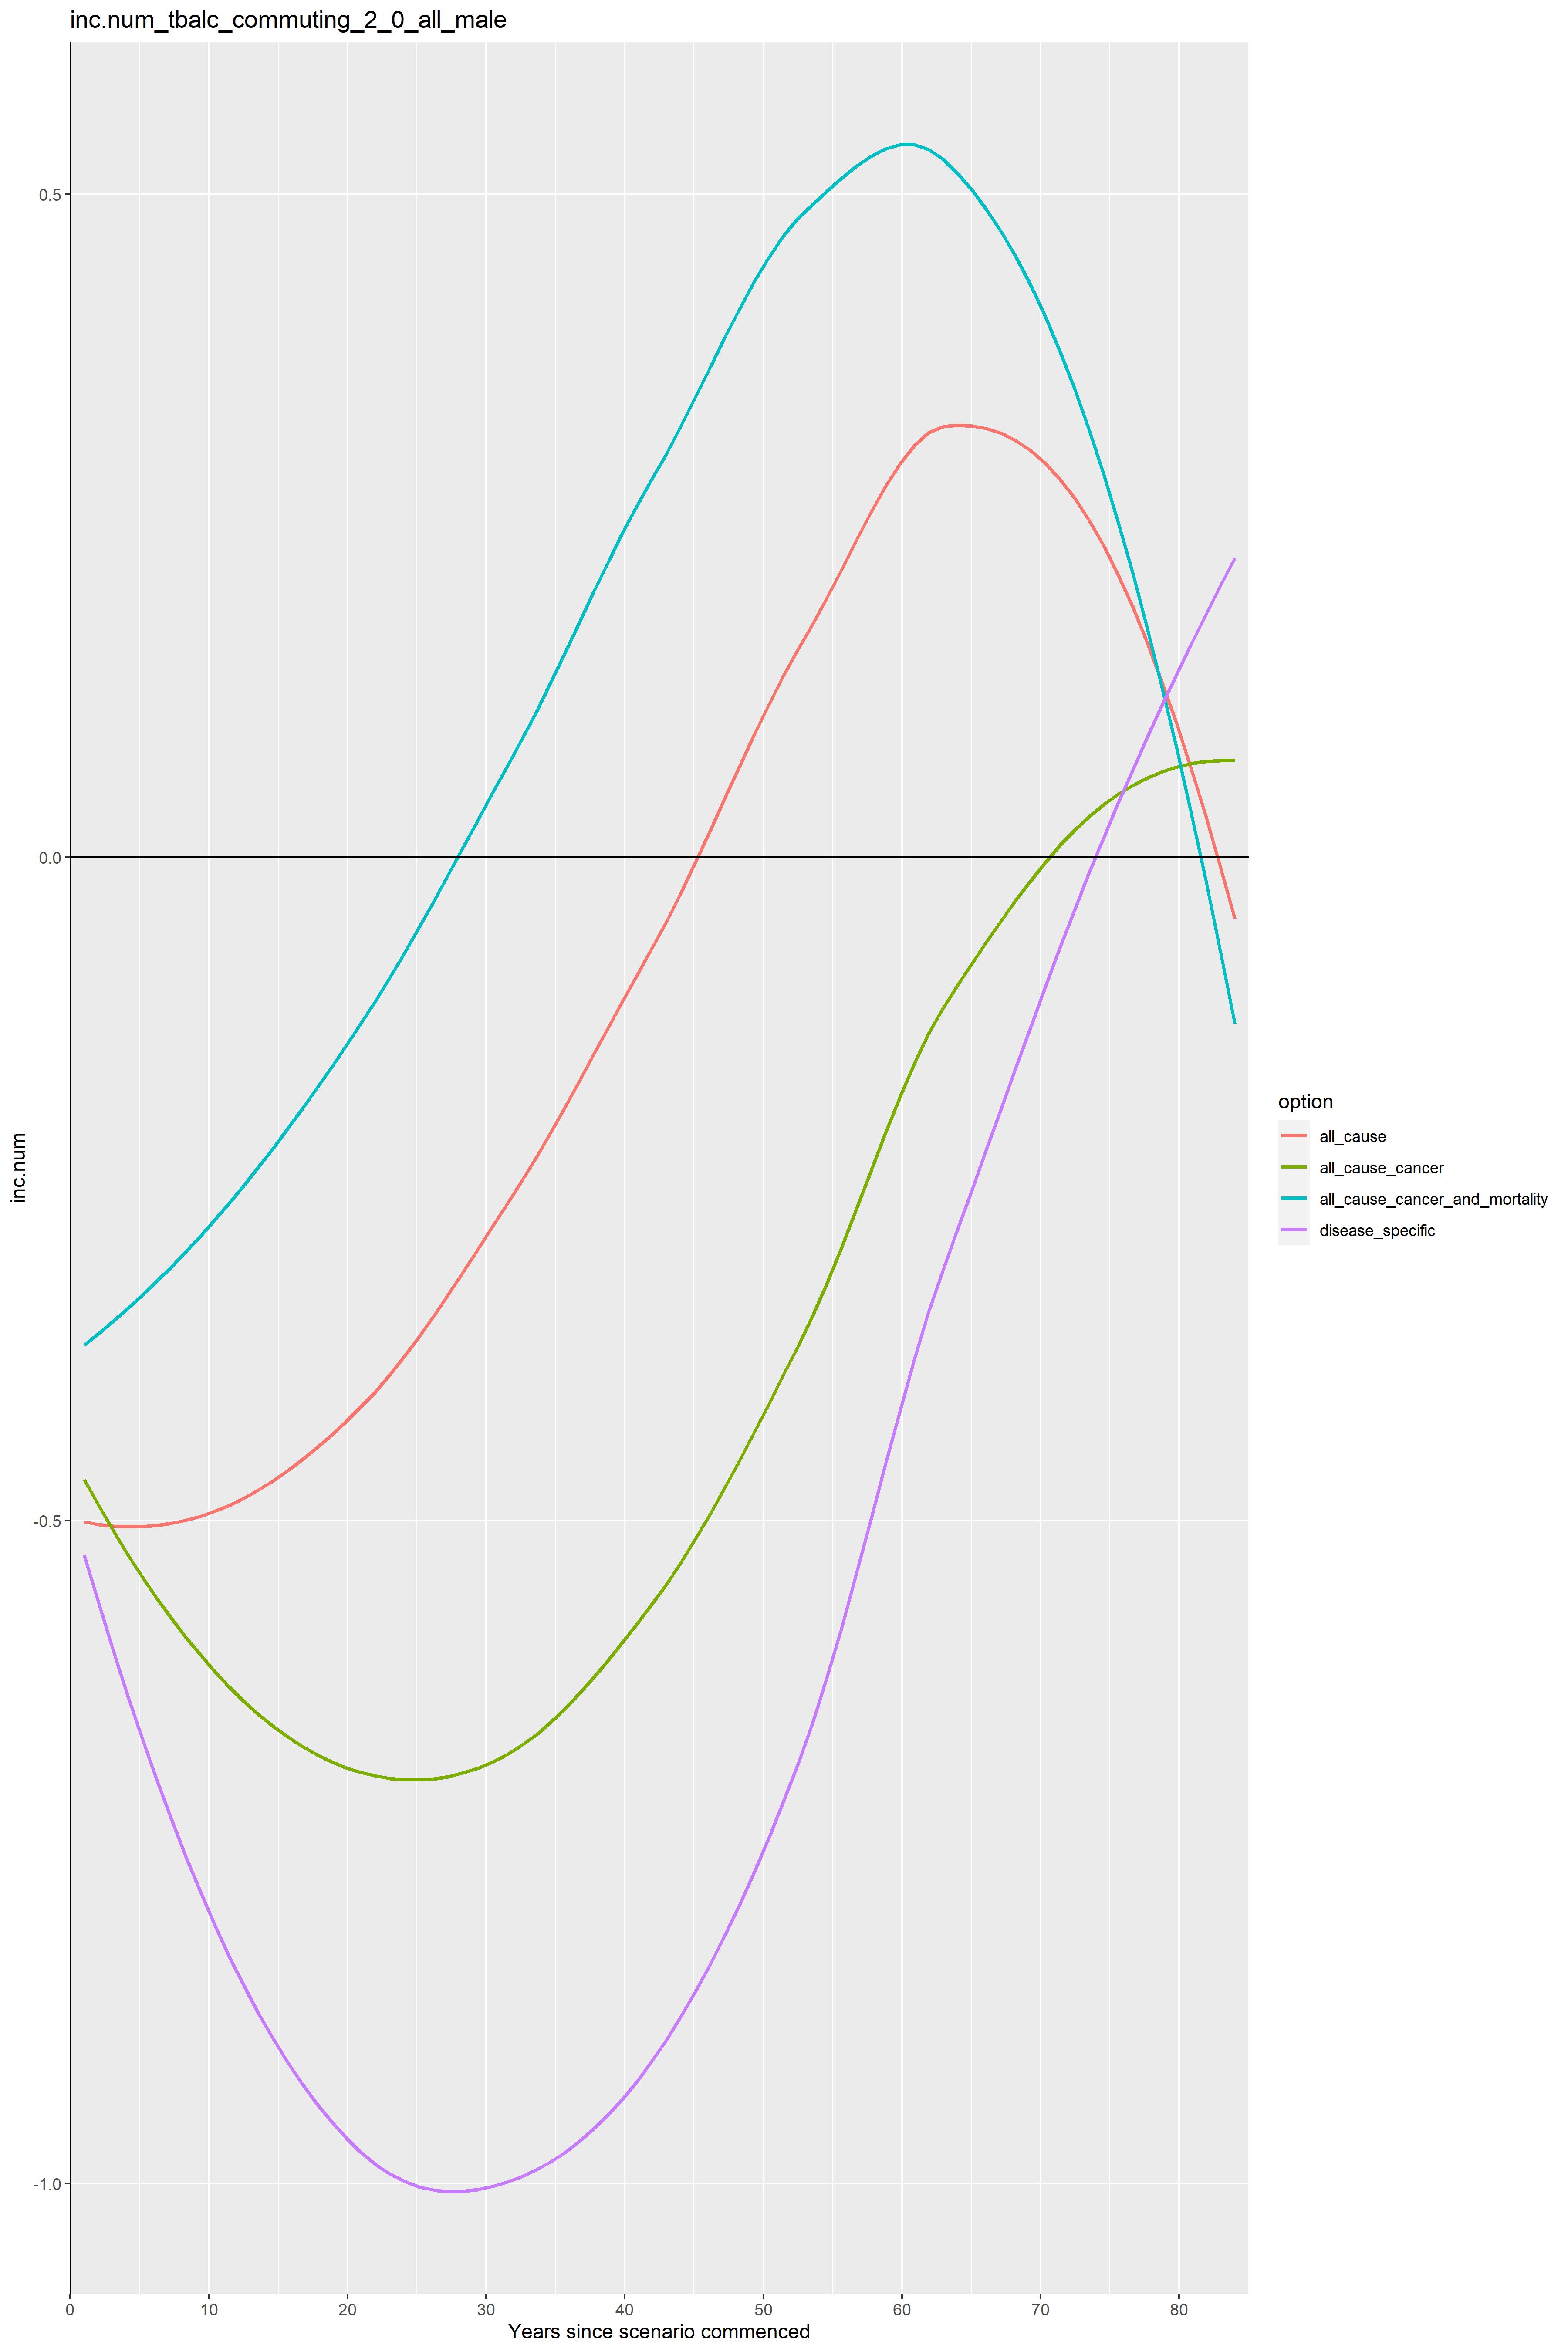 inc.num_tbalc_commuting_2_0_all_male
0.5
0.0
-0.5
-1.0
inc.num
0 10 20 30 40 50 60 70 80
Years since scenario commenced
option
all_cause
all_cause_cancer
all_cause_cancer_and_mortality
disease_specific